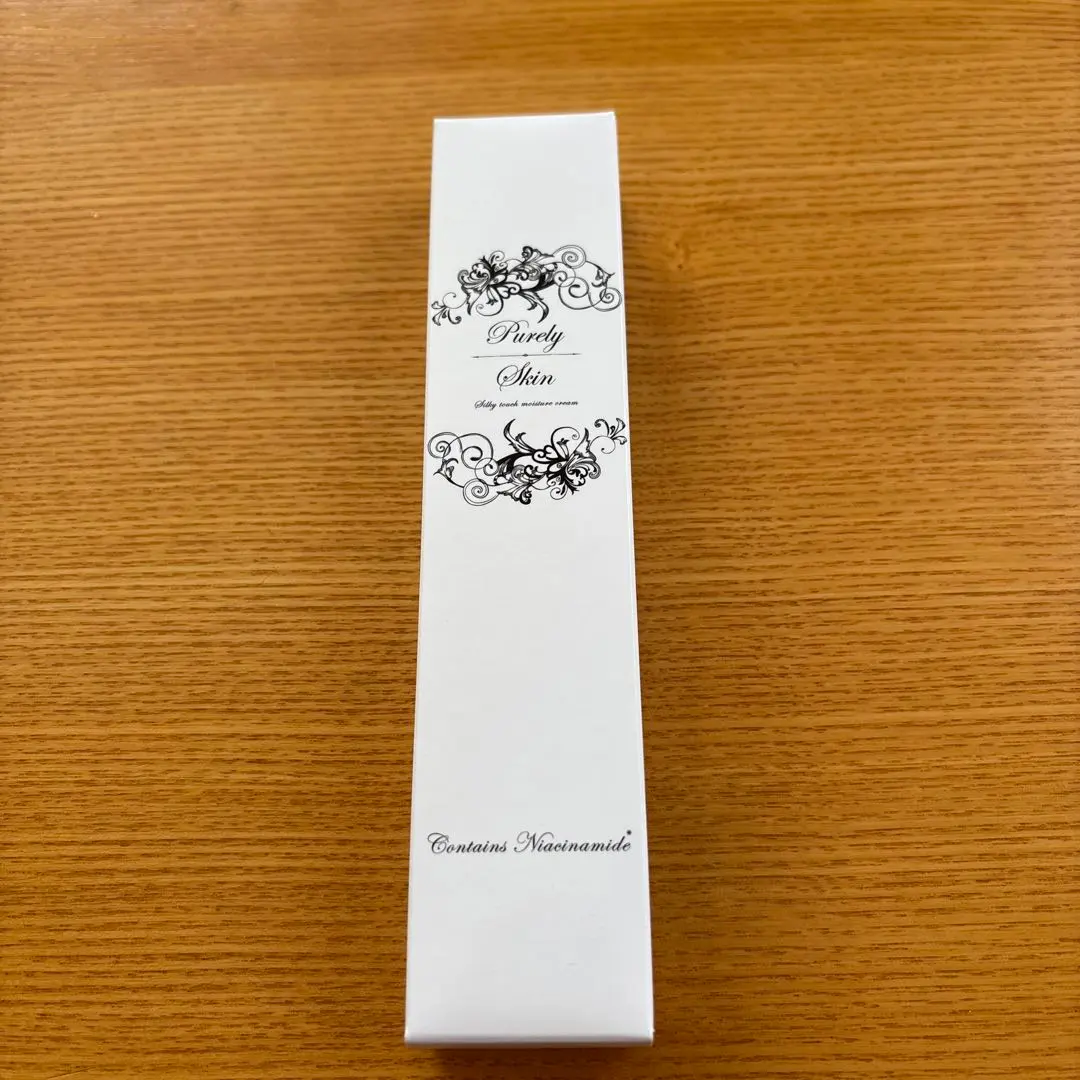 Purely
Skin
Silky touch moisture cream
Contains Niacinamide*